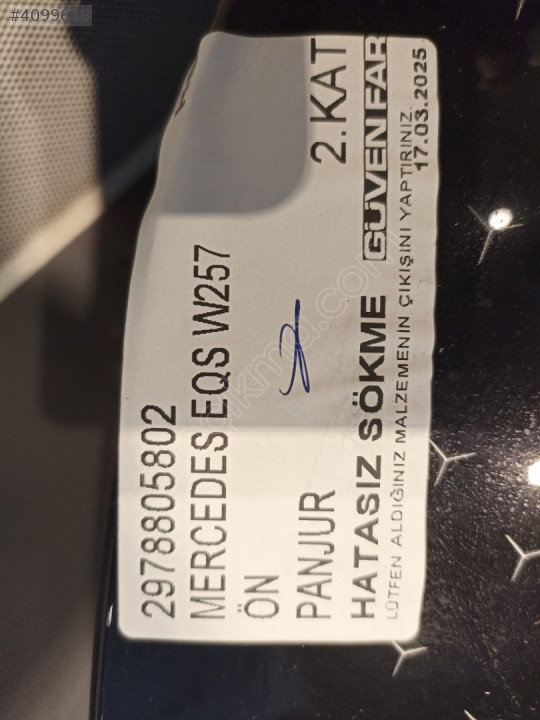 #4099616
2978805802
MERCEDES EQS W257
ÖN
PANJUR 2.KAT
HATASIZ SÖKME GÜVEN FAR
LÜTFEN ALDIĞINIZ MALZEMENİN ÇIKIŞINI YAPTIRINIZ.
17.03.2025